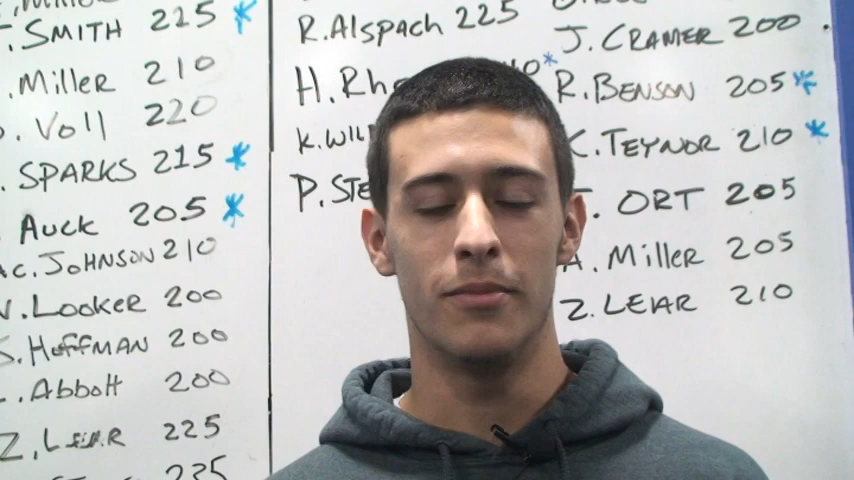 SMITH 225
Miller 210
Voll 220
SPARKS 215
Auck 205
C. JOHNSON 210
Looker 200
HOffMAN 200
Abbott 200
Z. LEAR 225
225
R. Alspach 225
H. Rh
K. WIL
P. STE
J. CRAMER 200
R. BENSON 205
TEYNOR 210
ORT 205
A. Miller 205
Z. LEAR 210